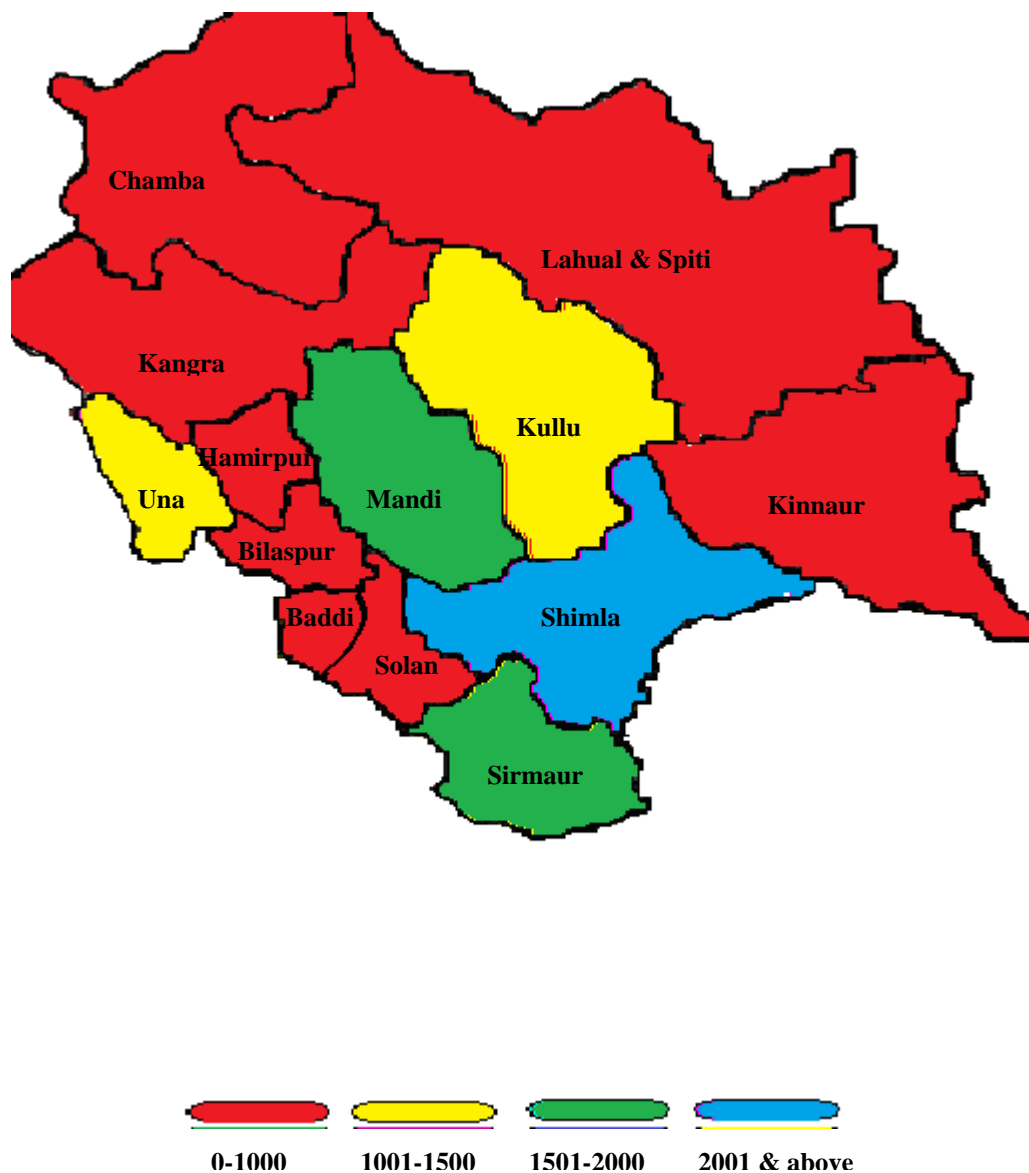 Chamba
Lahual & Spiti
Kangra
Kullu
Hamirpur
Una
Mandi
Kinnaur
Bilaspur
Baddi
Shimla
Solan
Sirmaur
0-1000 1001-1500 1501-2000 2001 & above